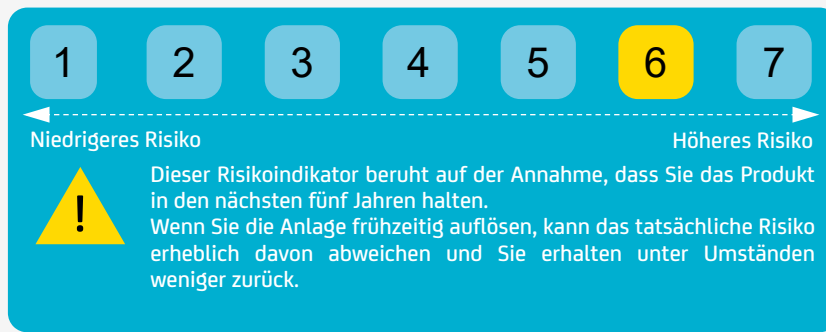 1 2 3 4 5 6 7
Niedrigeres Risiko Höheres Risiko
Dieser Risikoindikator beruht auf der Annahme, dass Sie das Produkt
in den nächsten fünf Jahren halten.
Wenn Sie die Anlage frühzeitig auflösen, kann das tatsächliche Risiko
erheblich davon abweichen und Sie erhalten unter Umständen
weniger zurück.
!